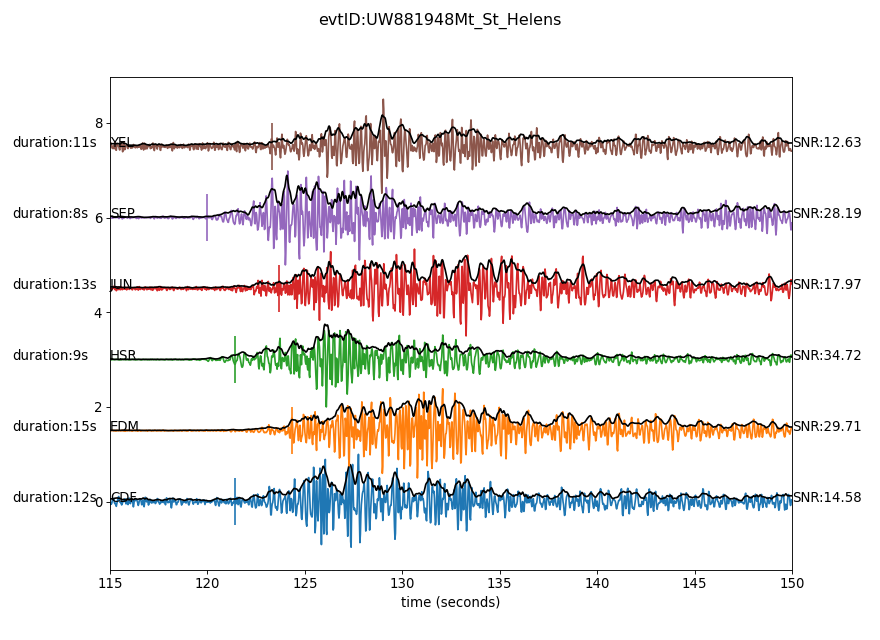 evtID:UW881948Mt_St_Helens
8
duration:11s YEL SNR:12.63
duration:8s SEP SNR:28.19
6
duration:13s JUN SNR:17.97
4
duration:9s HSR SNR:34.72
2
duration:15s EDM SNR:29.71
duration:12s CDF SNR:14.58
0
115 120 125 130 135 140 145 150
time (seconds)